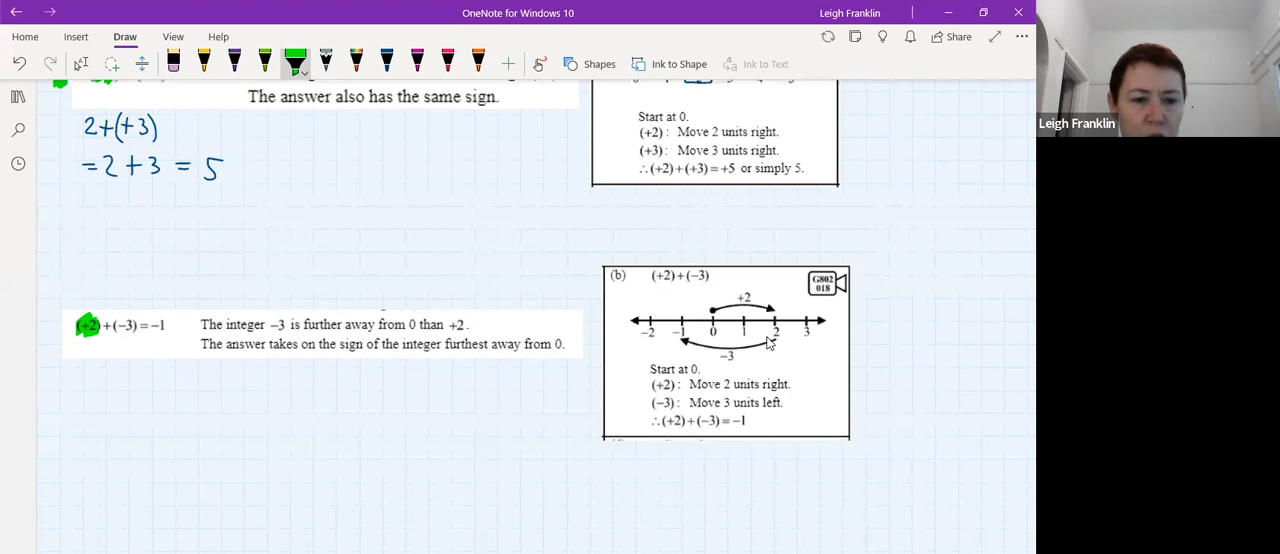 OneNote for Windows 10
Leigh Franklin
Home Insert Draw View Help
Share
Shapes
Ink to Shape
Ink to Text
Leigh Franklin
The answer also has the same sign.
2+(+3)
=2+3 = 5
Start at 0.
(+2): Move 2 units right.
(+3): Move 3 units right.
∴(+2)+(+3)=+5 or simply 5.
(+2)+(−3)=−1 The integer −3 is further away from 0 than +2.
The answer takes on the sign of the integer furthest away from 0.
(b) (+2)+(−3)
G802
018
+2
−2 −1 0 1 2 3
−3
Start at 0.
(+2): Move 2 units right.
(−3): Move 3 units left.
∴(+2)+(−3)=−1